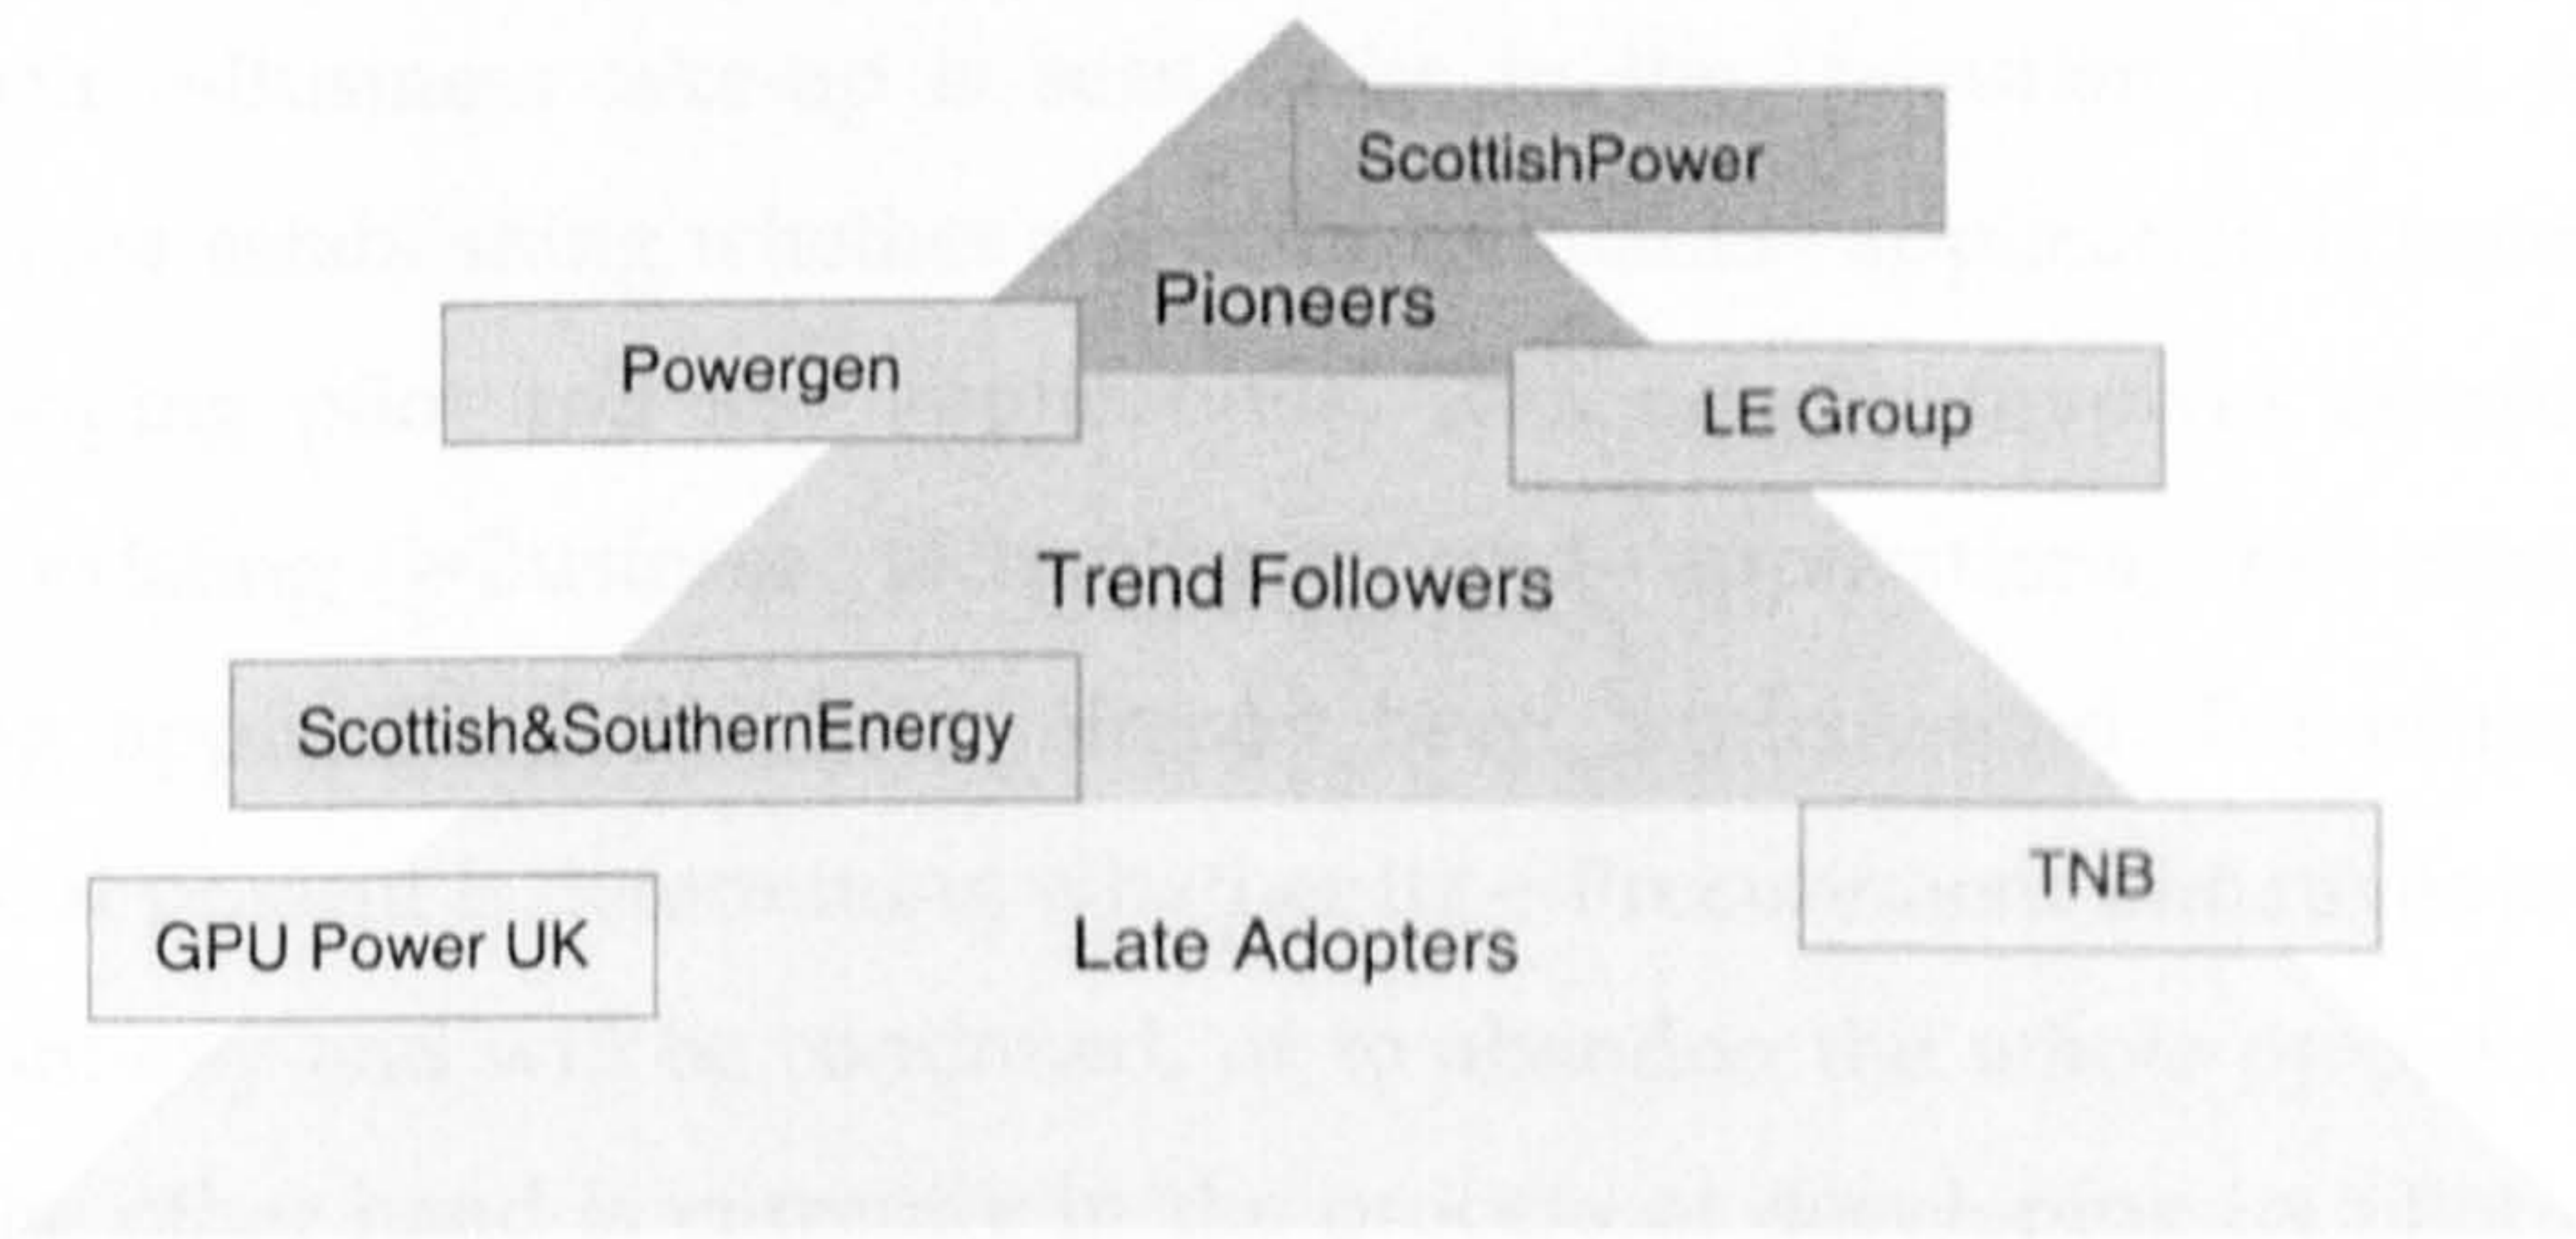 ScottishPower
Pioneers
Powergen
LE Group
Trend Followers
Scottish&SouthernEnergy
TNB
GPU Power UK
Late Adopters